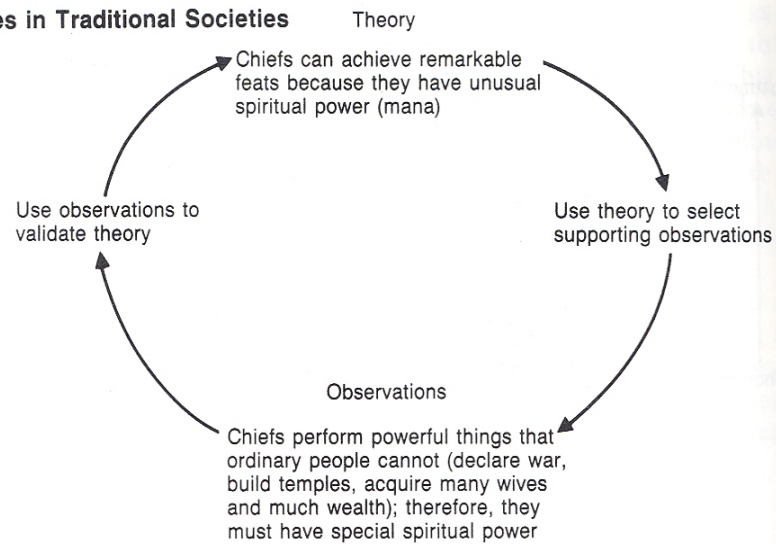 es in Traditional Societies
Theory
Chiefs can achieve remarkable
feats because they have unusual
spiritual power (mana)
Use theory to select
supporting observations
Observations
Chiefs perform powerful things that
ordinary people cannot (declare war,
build temples, acquire many wives
and much wealth); therefore, they
must have special spiritual power
Use observations to
validate theory